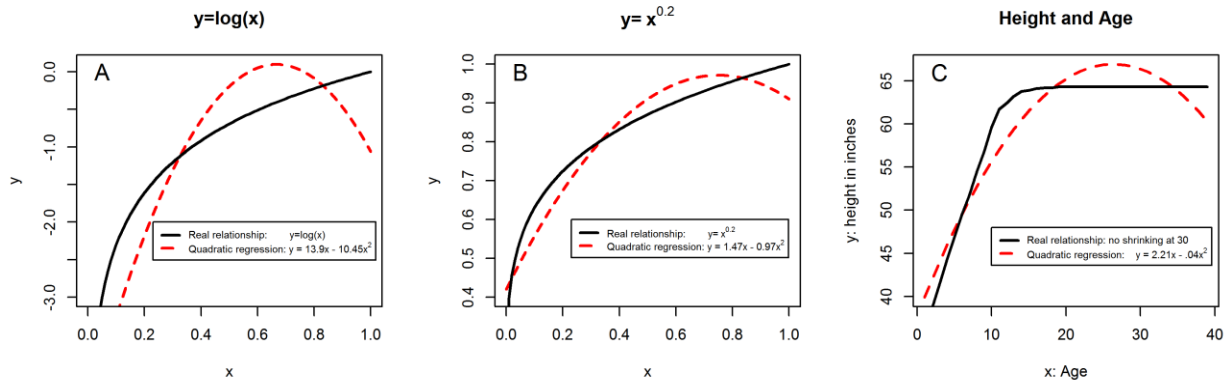 y=log(x)
A
y
0.0
-1.0
-2.0
-3.0
Real relationship: y=log(x)
Quadratic regression: y = 13.9x - 10.45x²
0.0 0.2 0.4 0.6 0.8 1.0
x
y= x^0.2
B
y
1.0
0.9
0.8
0.7
0.6
0.5
0.4
Real relationship: y= x^0.2
Quadratic regression: y = 1.47x - 0.97x²
0.0 0.2 0.4 0.6 0.8 1.0
x
Height and Age
C
y: height in inches
65
60
55
50
45
40
Real relationship: no shrinking at 30
Quadratic regression: y = 2.21x - .04x²
0 10 20 30 40
x: Age